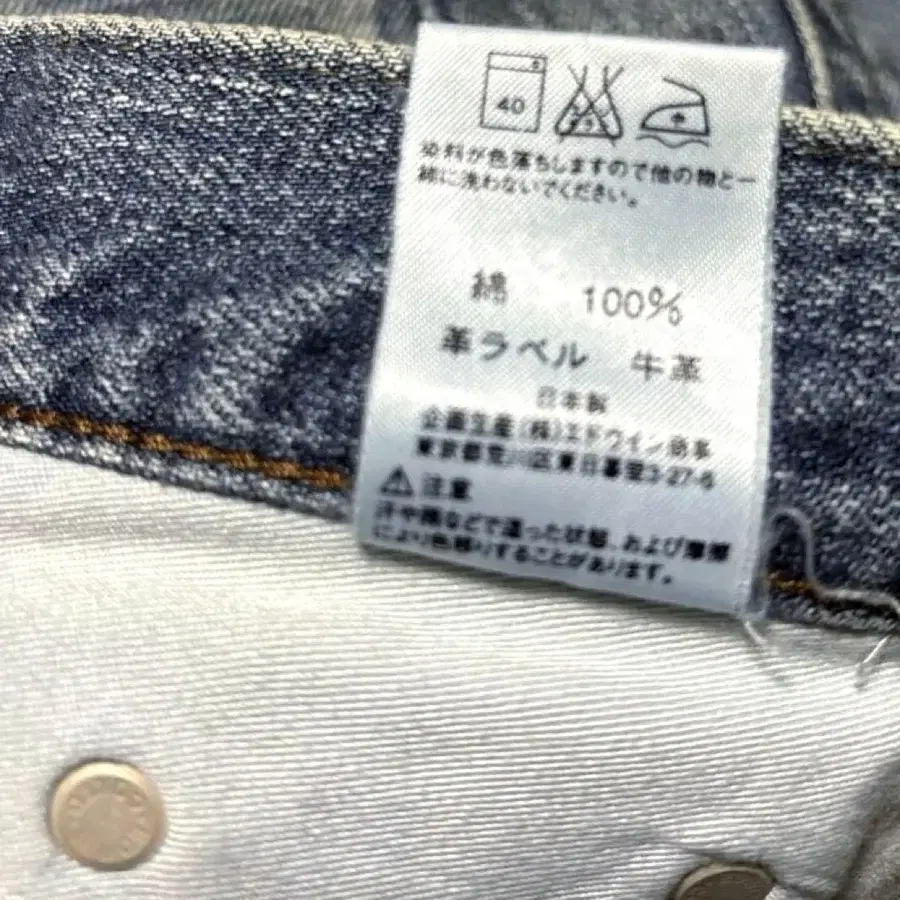 40
染料が色落ちしますので他の物と一
緒に洗わないでください。
綿 100%
革ラベル 牛革
日本製
企画生産(株)エドウイン商事
東京都荒川区東日暮里3-27-6
注意
汗や雨などで湿った状態、および摩擦
により色移りすることがあります。